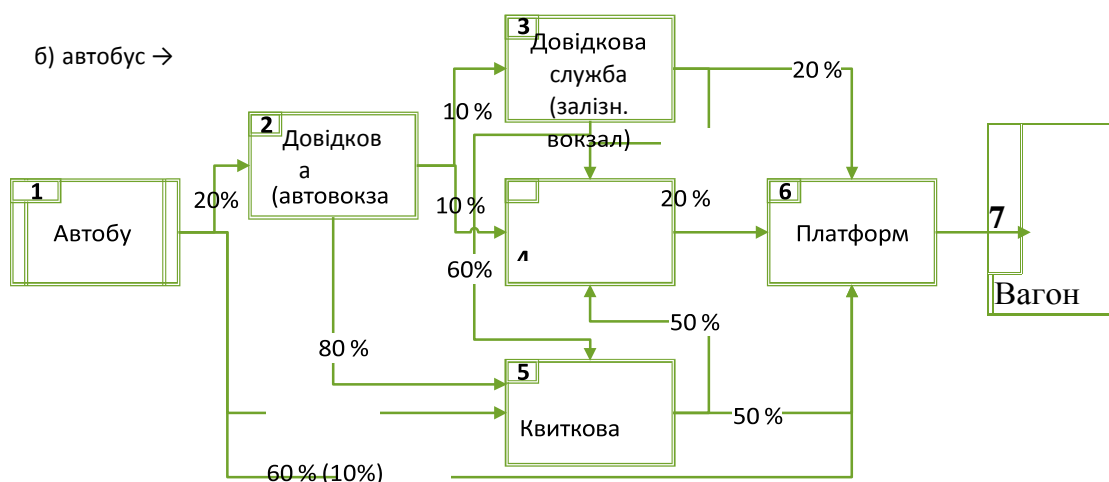 б) автобус →
1
Автобу
20%
2
Довідков
а
(автовокза
10 %
10 %
80 %
3
Довідкова
служба
(залізн.
вокзал)
20 %
60%
20 %
50 %
5
Квиткова
50 %
60 % (10%)
6
Платформ
7
Вагон